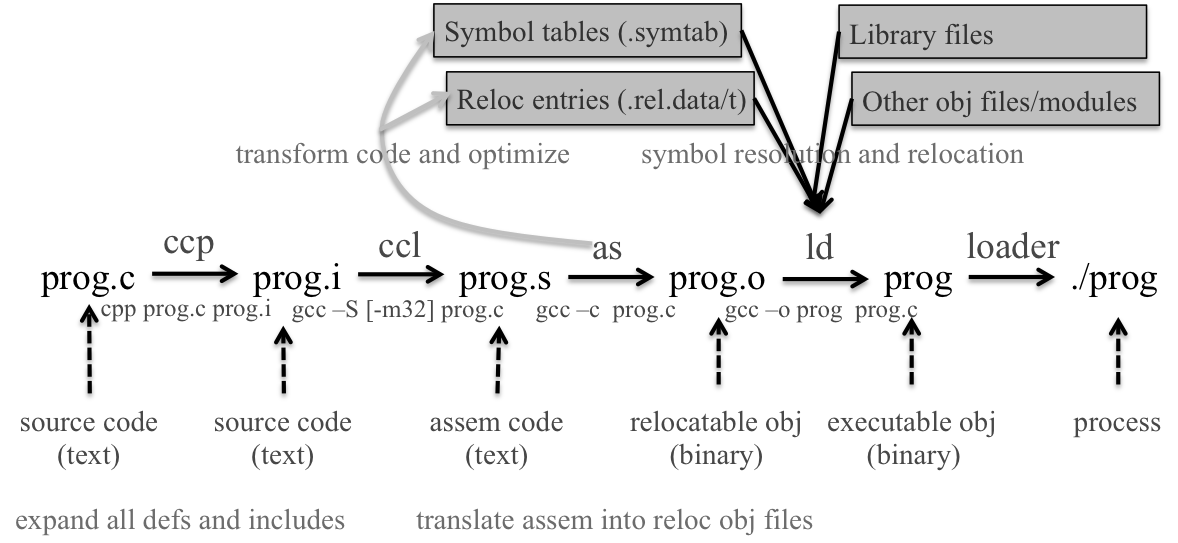 Symbol tables (.symtab)
Library files
Reloc entries (.rel.data/t)
Other obj files/modules
transform code and optimize
symbol resolution and relocation
ccp
ccl
as
ld
loader
prog.c
prog.i
prog.s
prog.o
prog
./prog
cpp prog.c prog.i
gcc –S [-m32] prog.c
gcc –c prog.c
gcc –o prog prog.c
source code
(text)
source code
(text)
assem code
(text)
relocatable obj
(binary)
executable obj
(binary)
process
expand all defs and includes
translate assem into reloc obj files